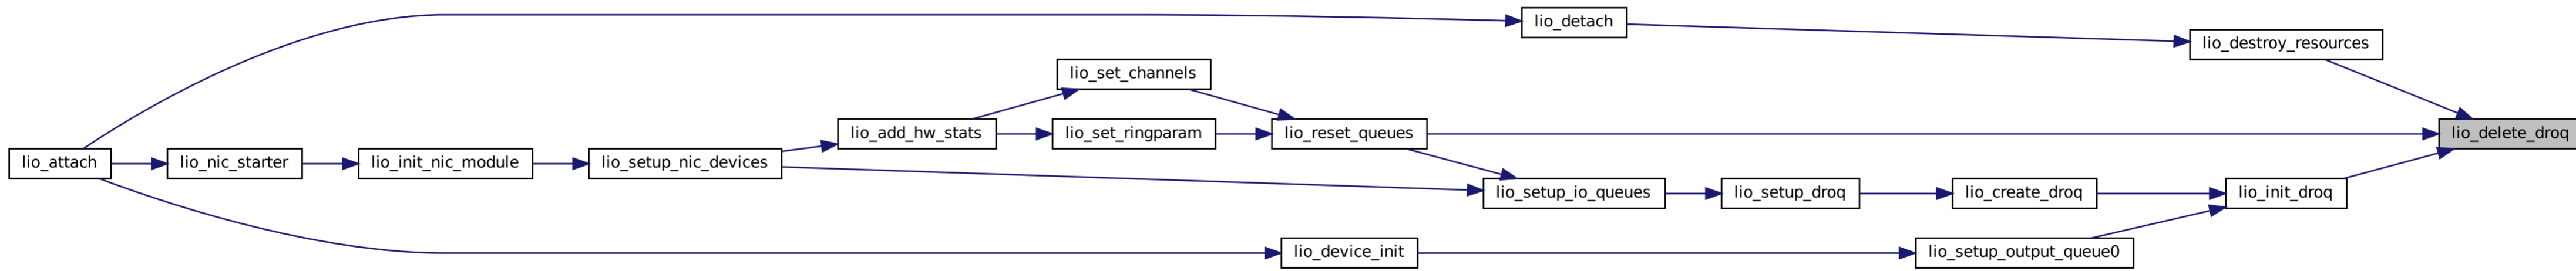 lio_detach
lio_destroy_resources
lio_set_channels
lio_add_hw_stats
lio_set_ringparam
lio_reset_queues
lio_delete_droq
lio_attach
lio_nic_starter
lio_init_nic_module
lio_setup_nic_devices
lio_setup_io_queues
lio_setup_droq
lio_create_droq
lio_init_droq
lio_device_init
lio_setup_output_queue0